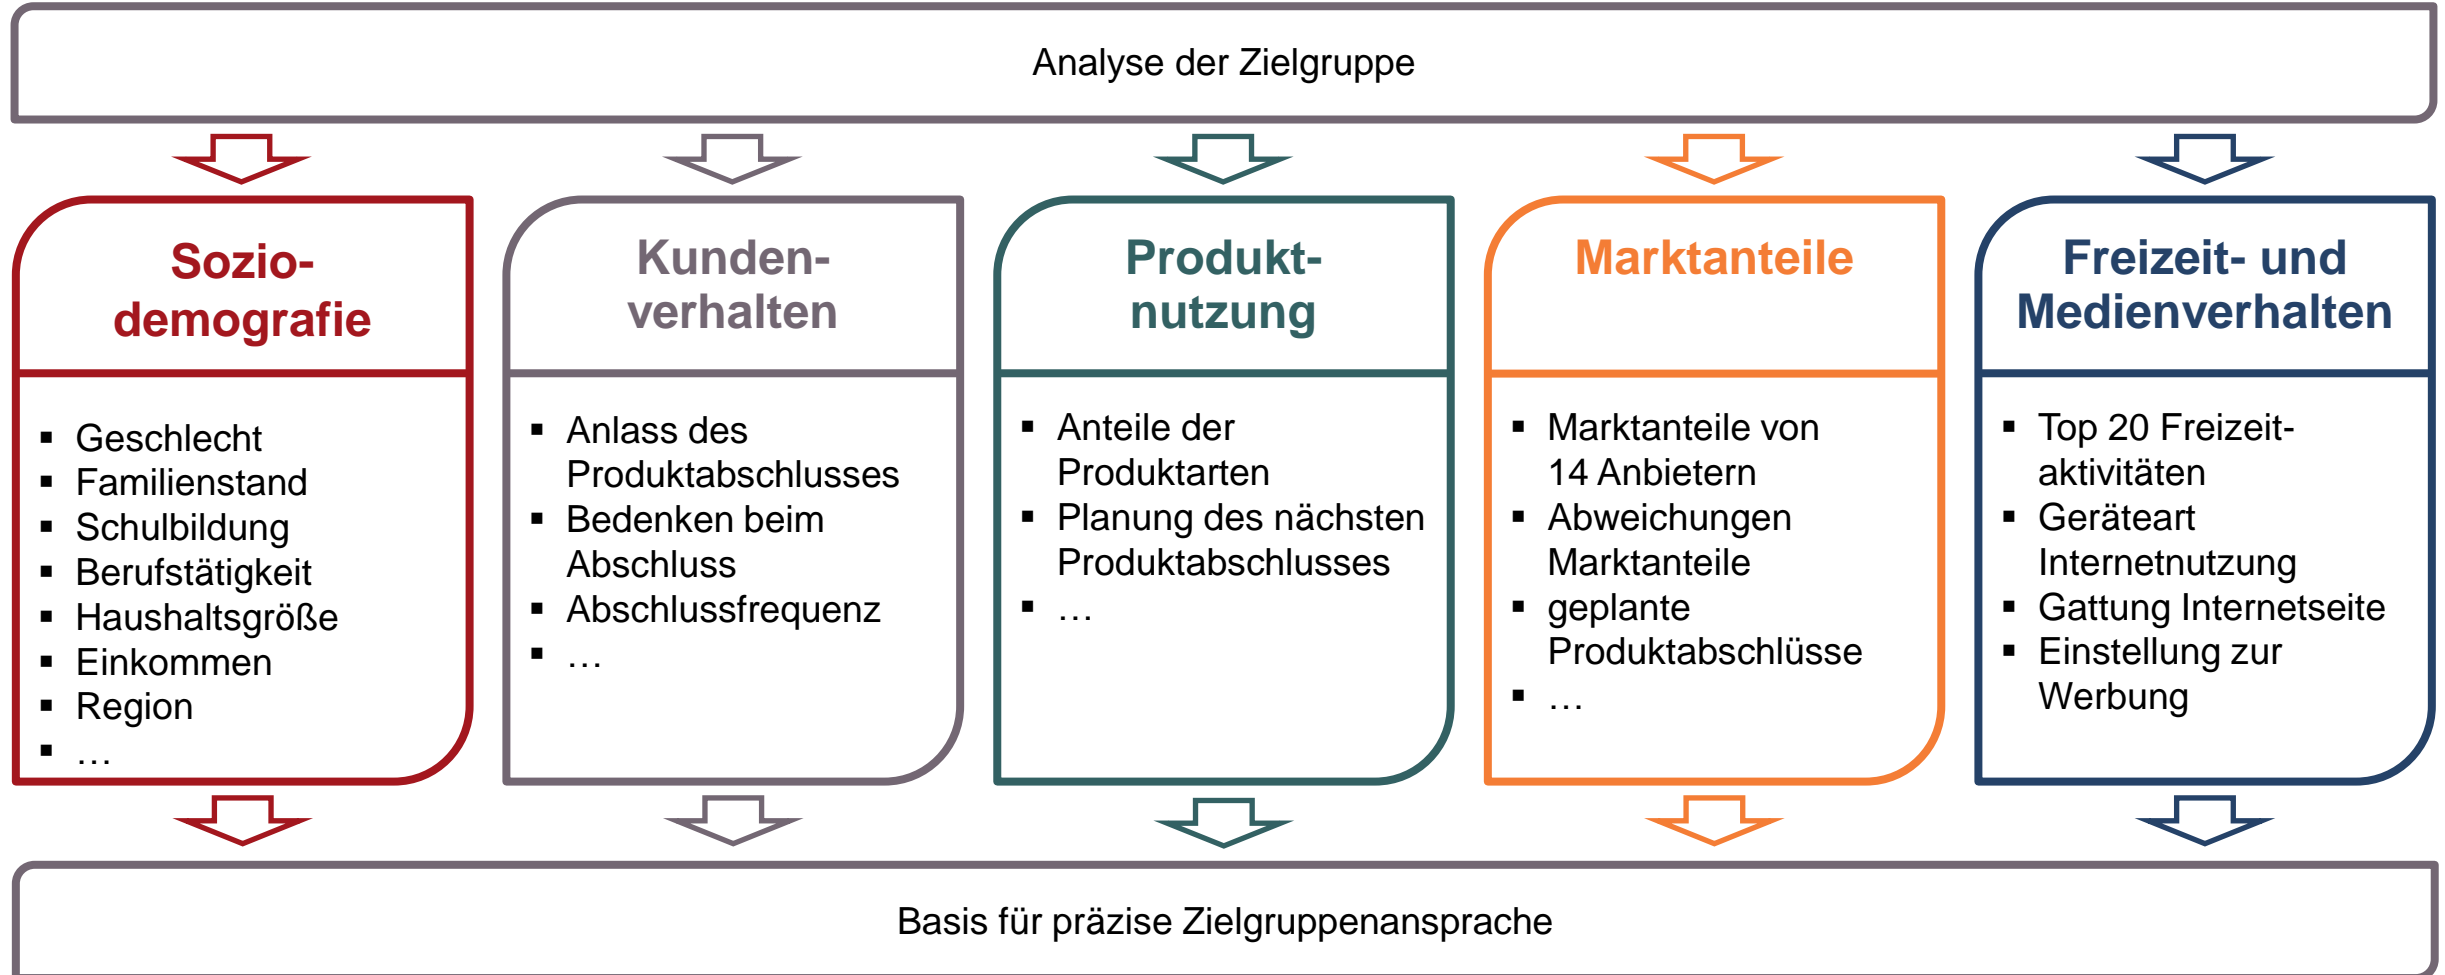 Analyse der Zielgruppe
Sozio-
demografie
▪ Geschlecht
▪ Familienstand
▪ Schulbildung
▪ Berufstätigkeit
▪ Haushaltsgröße
▪ Einkommen
▪ Region
▪ …
Kunden-
verhalten
▪ Anlass des
Produktabschlusses
▪ Bedenken beim
Abschluss
▪ Abschlussfrequenz
▪ …
Produkt-
nutzung
▪ Anteile der
Produktarten
▪ Planung des nächsten
Produktabschlusses
▪ …
Marktanteile
▪ Marktanteile von
14 Anbietern
▪ Abweichungen
Marktanteile
▪ geplante
Produktabschlüsse
▪ …
Freizeit- und
Medienverhalten
▪ Top 20 Freizeit-
aktivitäten
▪ Geräteart
Internetnutzung
▪ Gattung Internetseite
▪ Einstellung zur
Werbung
Basis für präzise Zielgruppenansprache